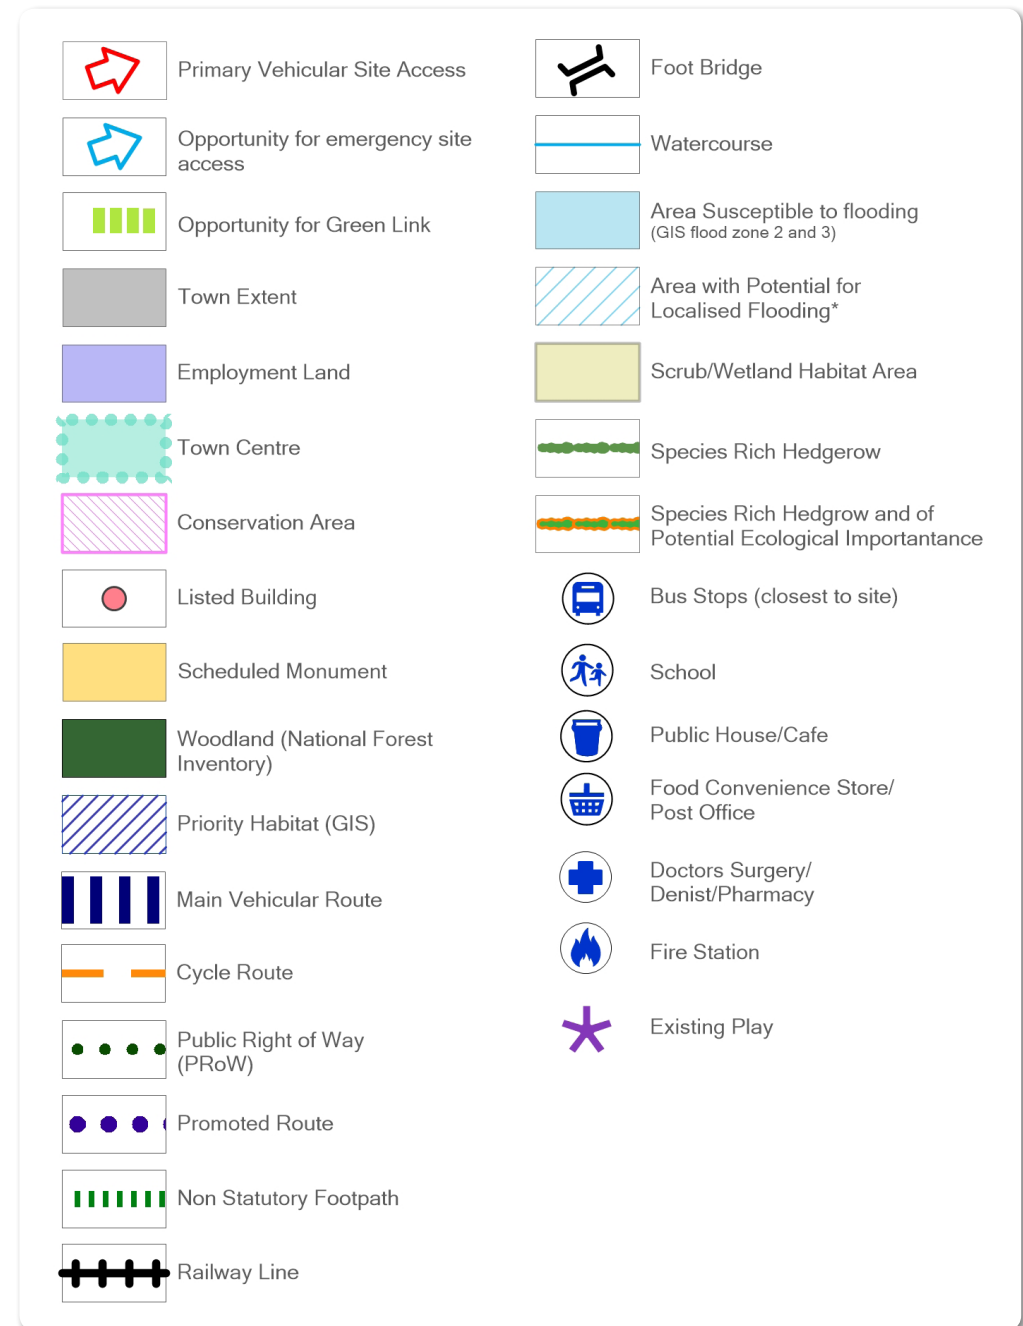 Primary Vehicular Site Access
Opportunity for emergency site
access
Opportunity for Green Link
Town Extent
Employment Land
Town Centre
Conservation Area
Listed Building
Scheduled Monument
Woodland (National Forest
Inventory)
Priority Habitat (GIS)
Main Vehicular Route
Cycle Route
Public Right of Way
(PRoW)
Promoted Route
Non Statutory Footpath
Railway Line
Foot Bridge
Watercourse
Area Susceptible to flooding
(GIS flood zone 2 and 3)
Area with Potential for
Localised Flooding*
Scrub/Wetland Habitat Area
Species Rich Hedgerow
Species Rich Hedgrow and of
Potential Ecological Importantance
Bus Stops (closest to site)
School
Public House/Cafe
Food Convenience Store/
Post Office
Doctors Surgery/
Denist/Pharmacy
Fire Station
Existing Play